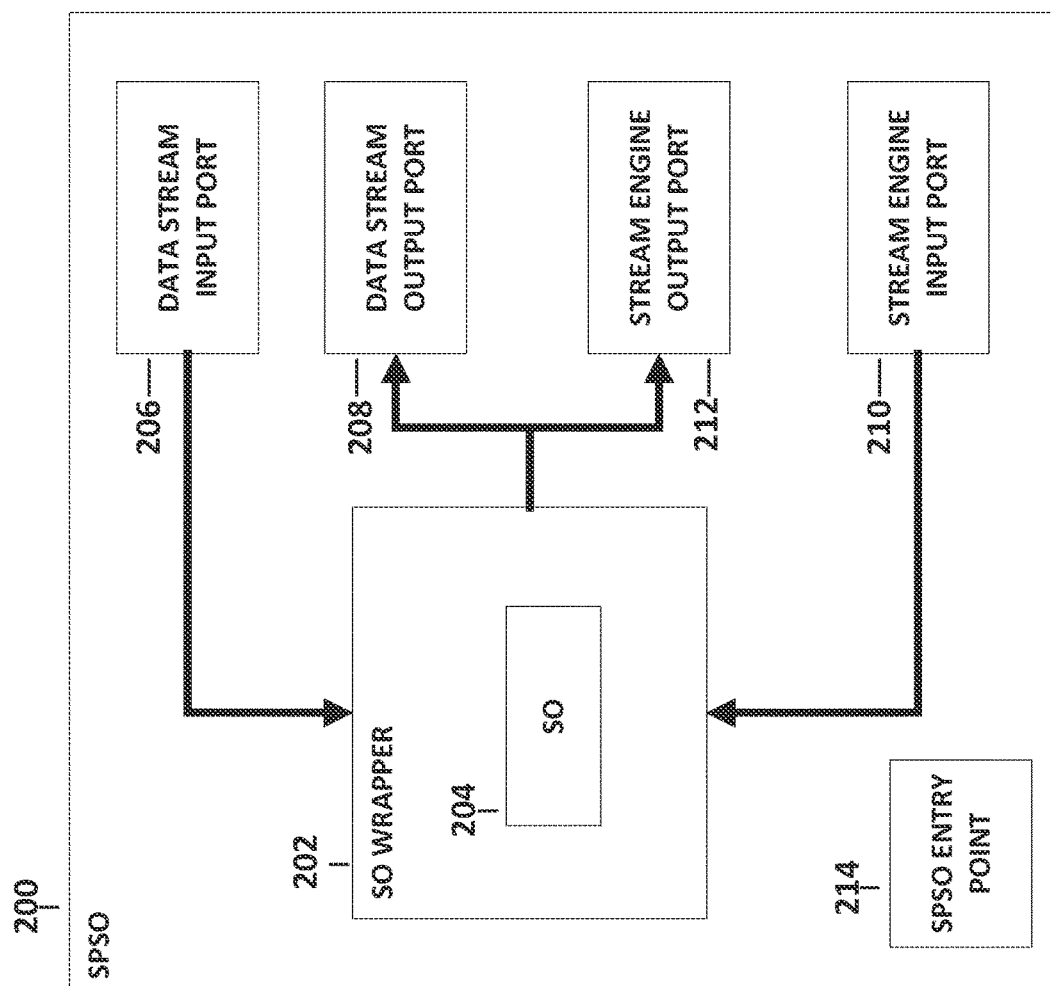 200
SPSO
206
DATA STREAM
INPUT PORT
202
SO WRAPPER
204
SO
208
DATA STREAM
OUTPUT PORT
212
STREAM ENGINE
OUTPUT PORT
214
SPSO ENTRY
POINT
210
STREAM ENGINE
INPUT PORT